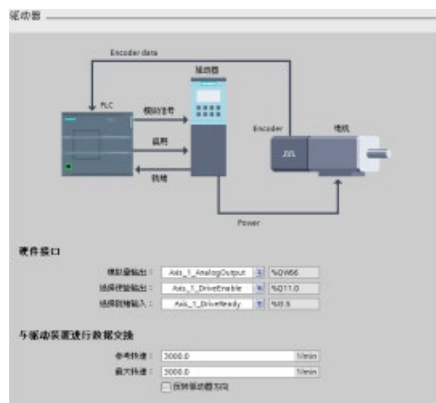 驱动器
Encoder data
驱动器
PLC
模拟信号
Encoder
电机
启用
就绪
Power
硬件接口
模拟量输出：
Axis_1_AnalogOutput
%QW66
选择使能输出：
Axis_1_DriveEnable
%Q11.0
选择就绪输入：
Axis_1_DriveReady
与驱动装置进行数据交换
参考转速：
3000.0
1/min
最大转速：
3000.0
1/min
反转驱动器方向